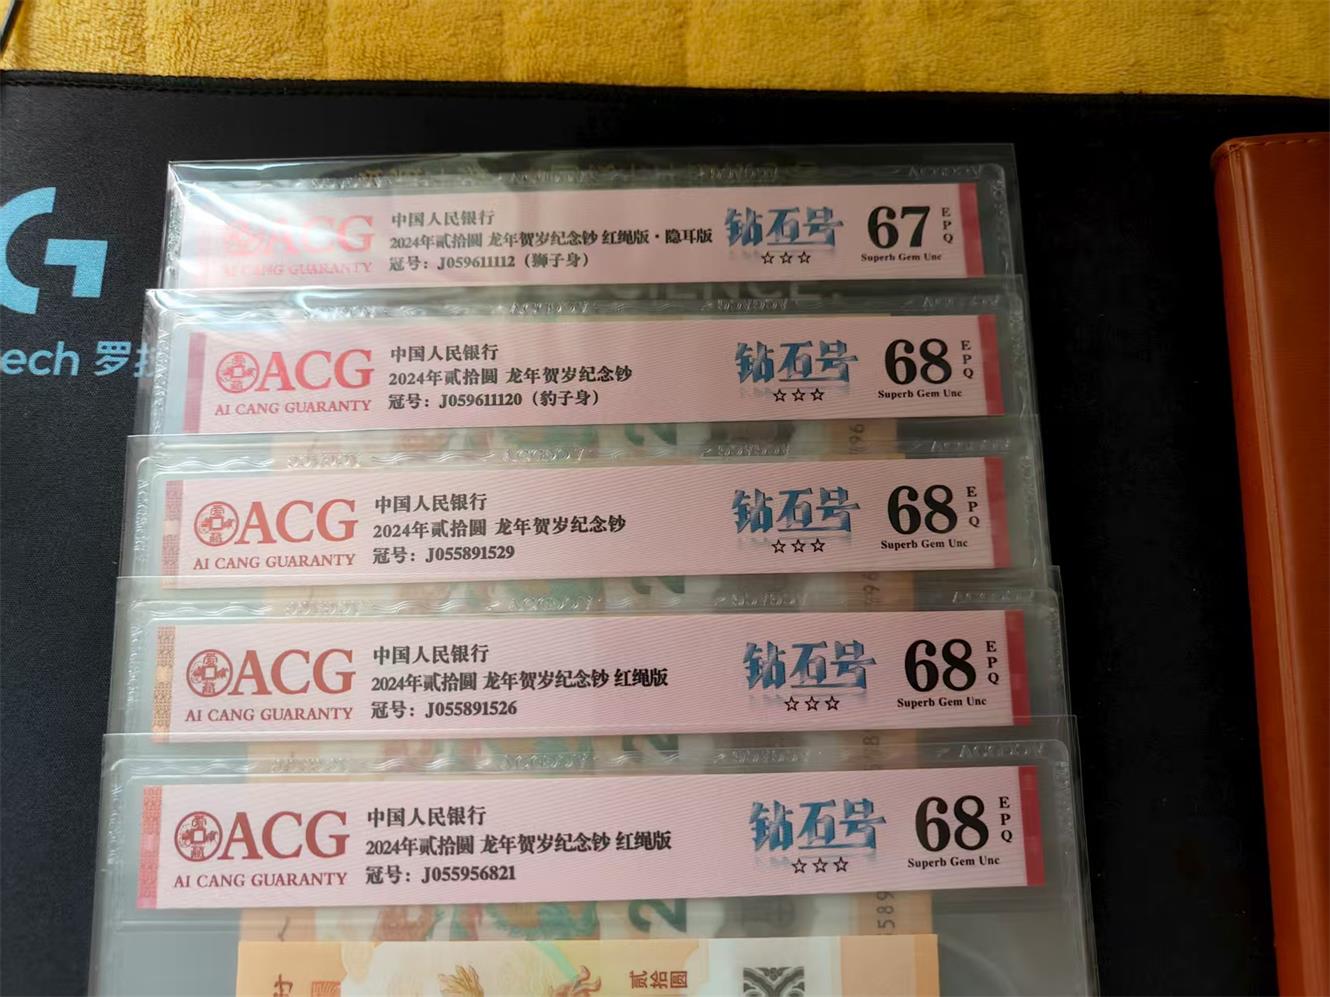 ACG
AI CANG GUARANTY
中国人民银行
2024年贰拾圆 龙年贺岁纪念钞 红绳版·隐耳版
冠号：J059611112（狮子身）
钻石号
☆☆☆
67
EPQ
Superb Gem Unc
ACG
AI CANG GUARANTY
中国人民银行
2024年贰拾圆 龙年贺岁纪念钞
冠号：J059611120（豹子身）
钻石号
☆☆☆
68
EPQ
Superb Gem Unc
ech 罗技
ACG
AI CANG GUARANTY
中国人民银行
2024年贰拾圆 龙年贺岁纪念钞
冠号：J055891529
钻石号
☆☆☆
68
EPQ
Superb Gem Unc
ACG
AI CANG GUARANTY
中国人民银行
2024年贰拾圆 龙年贺岁纪念钞 红绳版
冠号：J055891526
钻石号
☆☆☆
68
EPQ
Superb Gem Unc
ACG
AI CANG GUARANTY
中国人民银行
2024年贰拾圆 龙年贺岁纪念钞 红绳版
冠号：J055956821
钻石号
☆☆☆
68
EPQ
Superb Gem Unc
贰拾圆